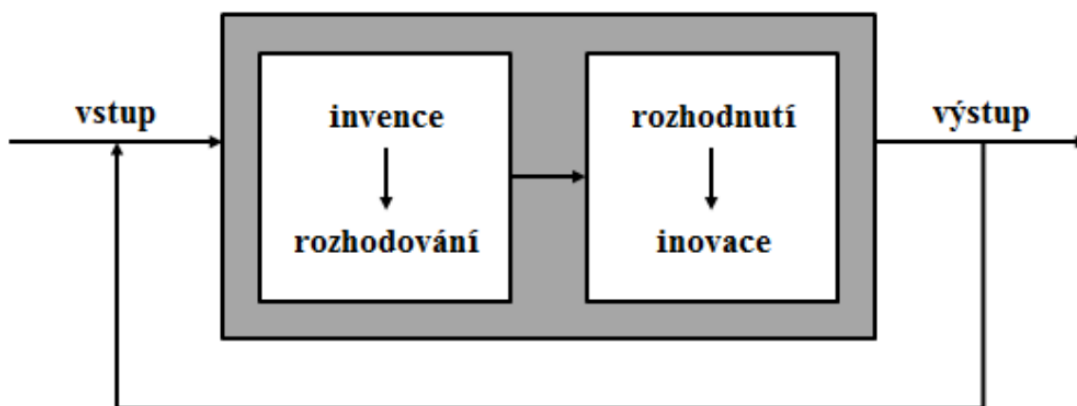 vstup
invence
rozhodování
rozhodnutí
inovace
výstup